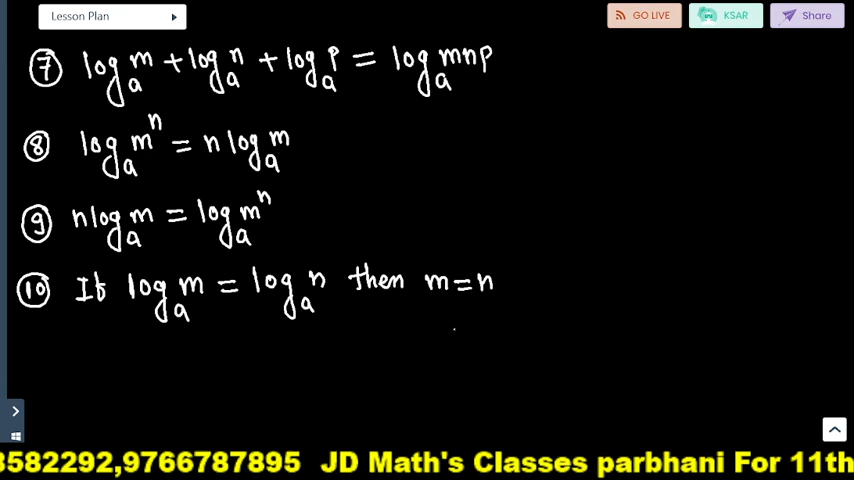 Lesson Plan
GO LIVE
KSAR
Share
⑦ logₐm + logₐn + logₐp = logₐmnp
⑧ logₐmⁿ = n logₐm
⑨ n logₐm = logₐmⁿ
⑩ If logₐm = logₐn then m = n
3582292,9766787895 JD Math's Classes parbhani For 11th